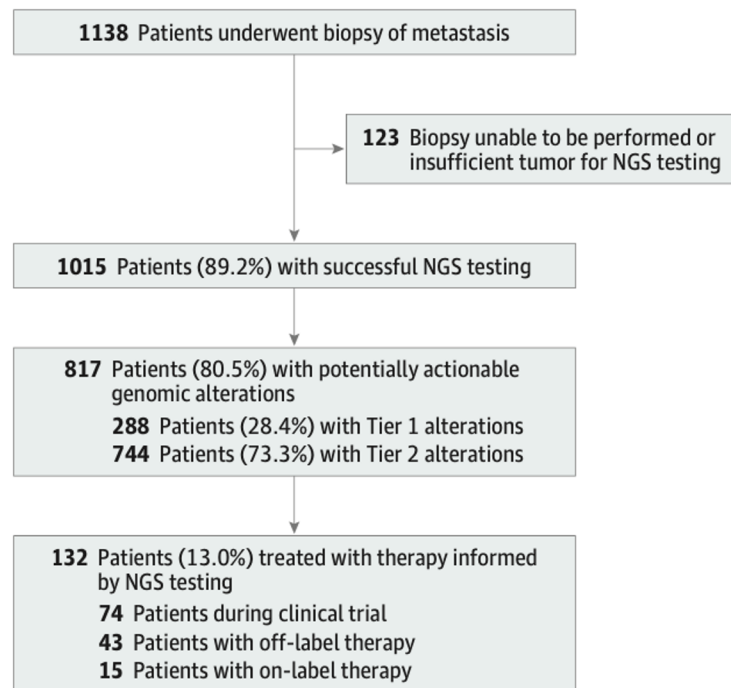 1138 Patients underwent biopsy of metastasis
123 Biopsy unable to be performed or
insufficient tumor for NGS testing
1015 Patients (89.2%) with successful NGS testing
817 Patients (80.5%) with potentially actionable
genomic alterations
288 Patients (28.4%) with Tier 1 alterations
744 Patients (73.3%) with Tier 2 alterations
132 Patients (13.0%) treated with therapy informed
by NGS testing
74 Patients during clinical trial
43 Patients with off-label therapy
15 Patients with on-label therapy